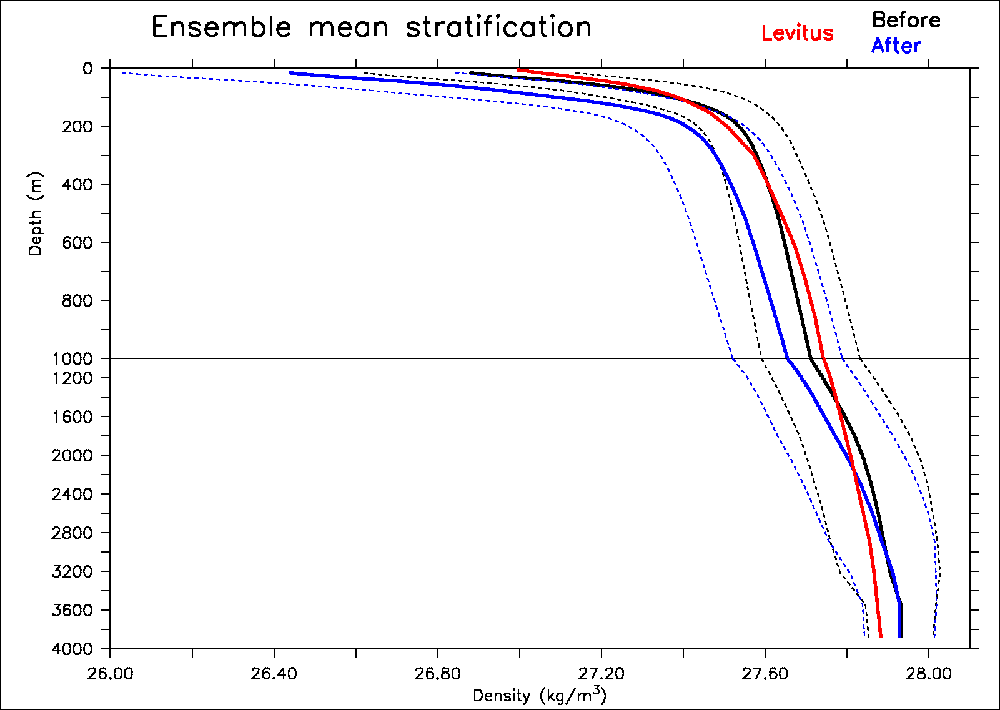 Ensemble mean stratification
Levitus
Before
After
0
200
400
600
800
1000
1200
1600
2000
2400
2800
3200
3600
4000
Depth (m)
26.00 26.40 26.80 27.20 27.60 28.00
Density (kg/m³)